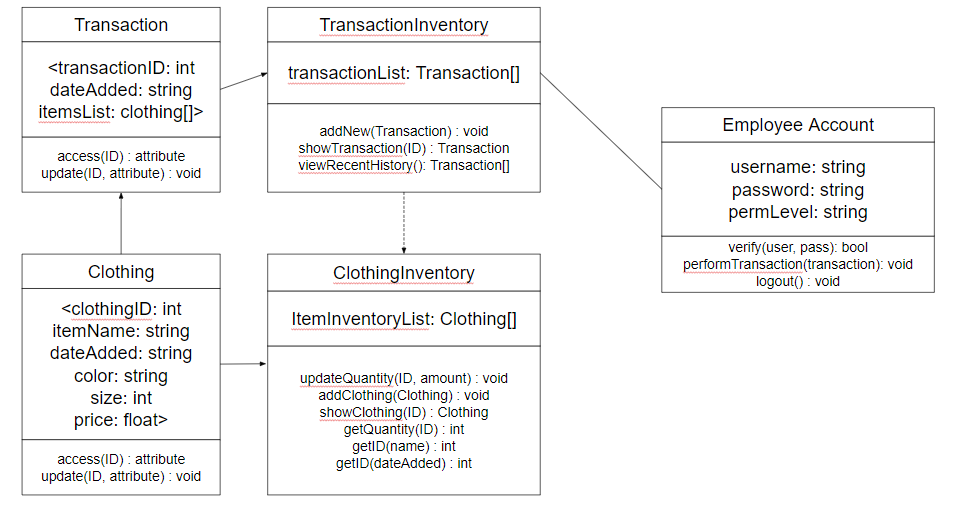 Transaction
<transactionID: int
dateAdded: string
itemsList: clothing[]>
access(ID) : attribute
update(ID, attribute) : void
TransactionInventory
transactionList: Transaction[]
addNew(Transaction) : void
showTransaction(ID) : Transaction
viewRecentHistory(): Transaction[]
Employee Account
username: string
password: string
permLevel: string
verify(user, pass): bool
performTransaction(transaction): void
logout() : void
Clothing
<clothingID: int
itemName: string
dateAdded: string
color: string
size: int
price: float>
access(ID) : attribute
update(ID, attribute) : void
ClothingInventory
ItemInventoryList: Clothing[]
updateQuantity(ID, amount) : void
addClothing(Clothing) : void
showClothing(ID) : Clothing
getQuantity(ID) : int
getID(name) : int
getID(dateAdded) : int